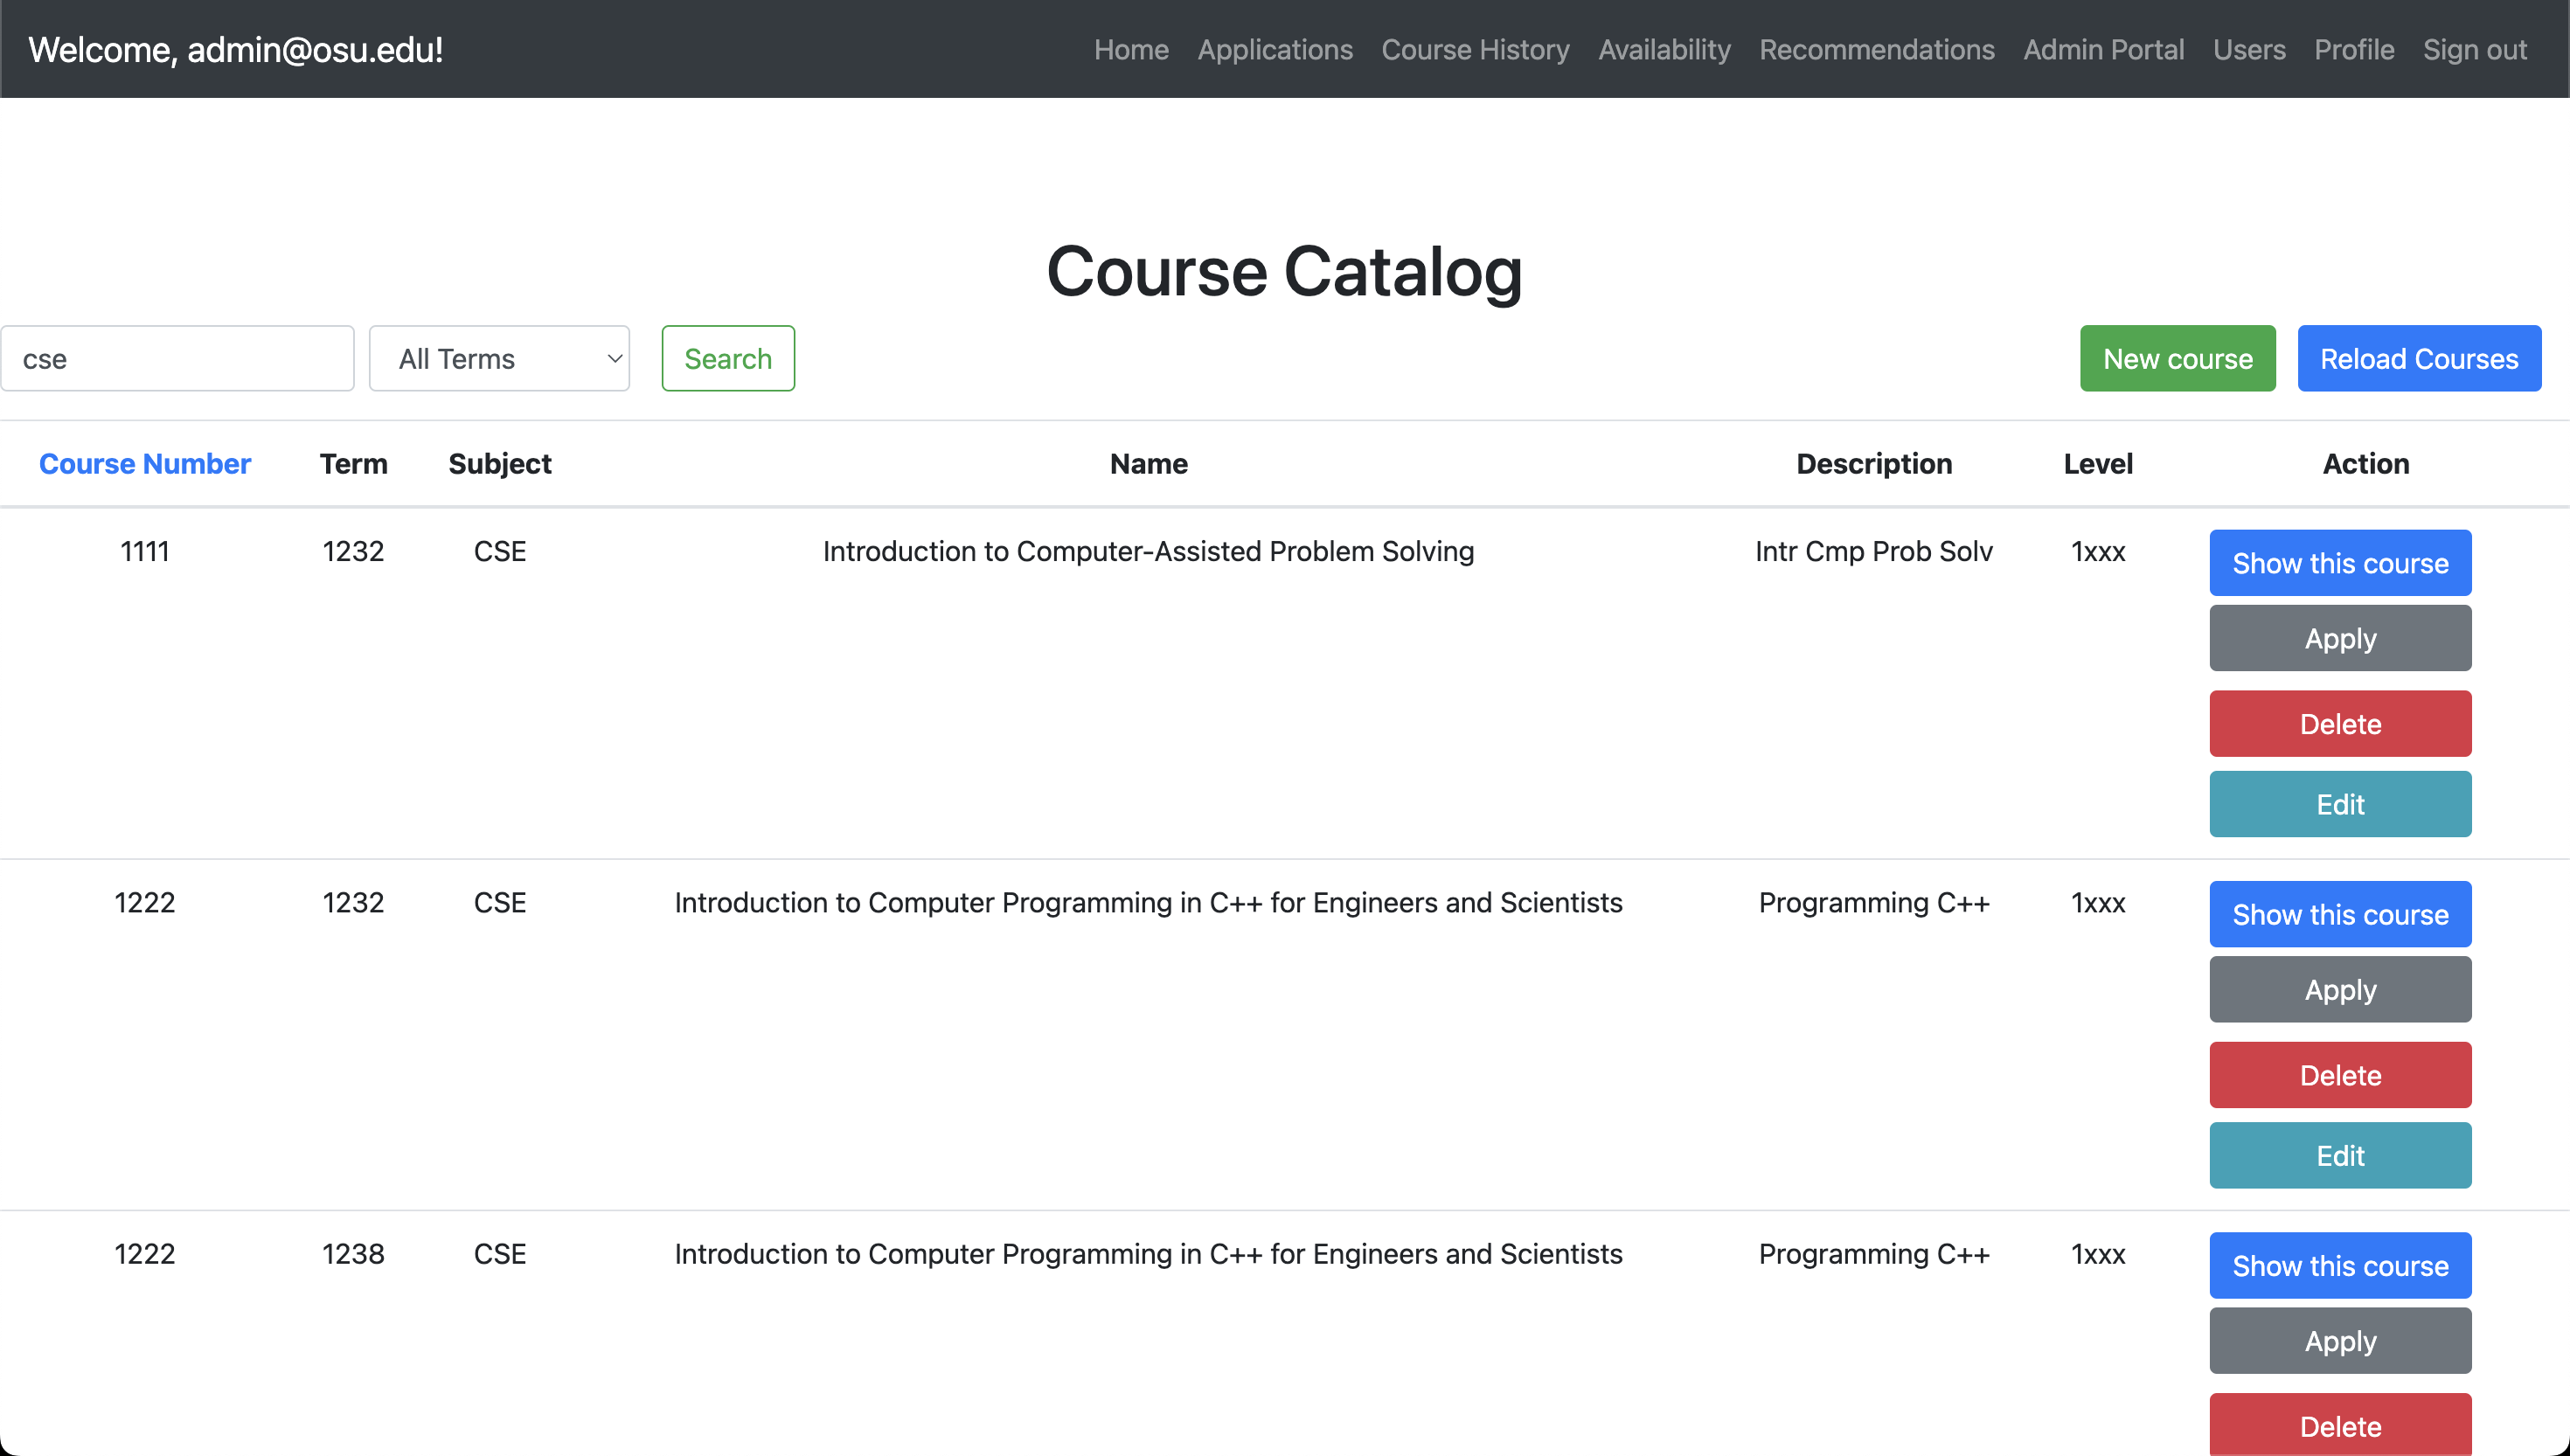 Welcome, admin@osu.edu! Home Applications Course History Availability Recommendations Admin Portal Users Profile Sign out
Course Catalog
cse All Terms Search New course Reload Courses
Course Number Term Subject Name Description Level Action
1111 1232 CSE Introduction to Computer-Assisted Problem Solving Intr Cmp Prob Solv 1xxx Show this course
Apply
Delete
Edit
1222 1232 CSE Introduction to Computer Programming in C++ for Engineers and Scientists Programming C++ 1xxx Show this course
Apply
Delete
Edit
1222 1238 CSE Introduction to Computer Programming in C++ for Engineers and Scientists Programming C++ 1xxx Show this course
Apply
Delete